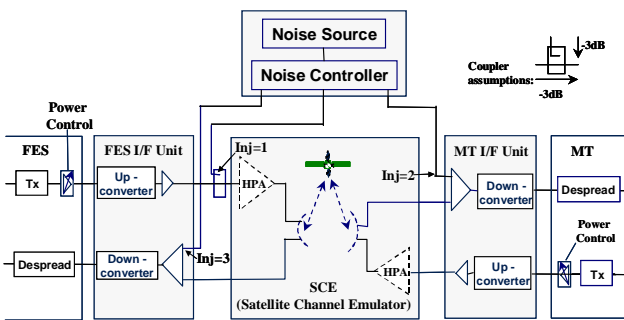 Noise Source
Noise Controller
Coupler
assumptions:
-3dB
-3dB
Power
Control
FES
FES I/F Unit
Inj=1
MT I/F Unit
MT
Tx
Up-
converter
HPA
Inj=2
Down-
converter
Despread
Power
Control
Despread
Down-
converter
Inj=3
SCE
(Satellite Channel Emulator)
HPA
Up-
converter
Tx